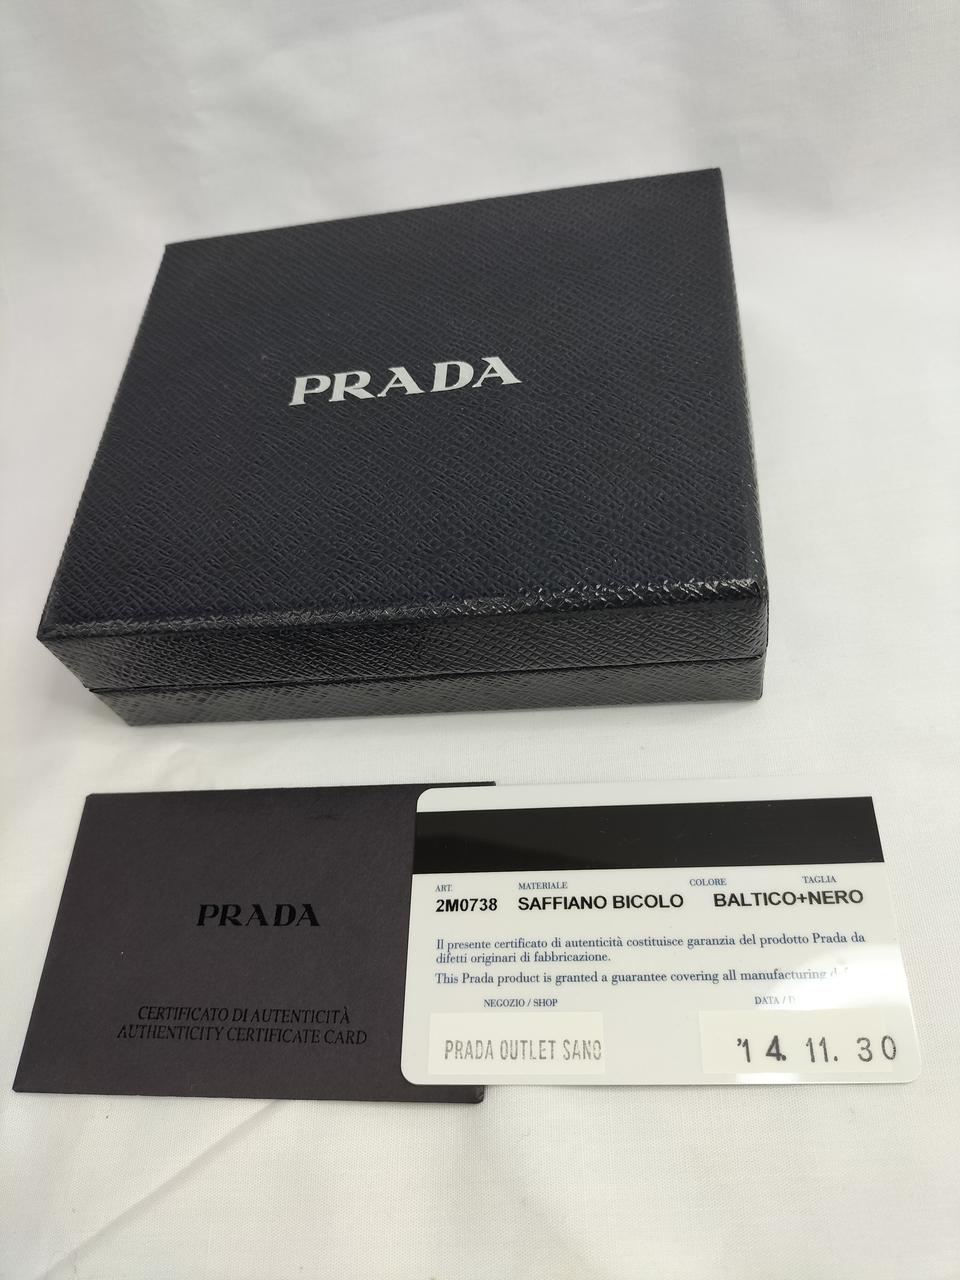 PRADA
PRADA
CERTIFICATO DI AUTENTICITÀ
AUTHENTICITY CERTIFICATE CARD
ART. MATERIALE COLORE TAGLIA
2M0738 SAFFIANO BICOLO BALTICO+NERO
Il presente certificato di autenticità costituisce garanzia del prodotto Prada da
difetti originari di fabbricazione.
This Prada product is granted a guarantee covering all manufacturing
NEGOZIO / SHOP DATA /
PRADA OUTLET SANO '14. 11. 30